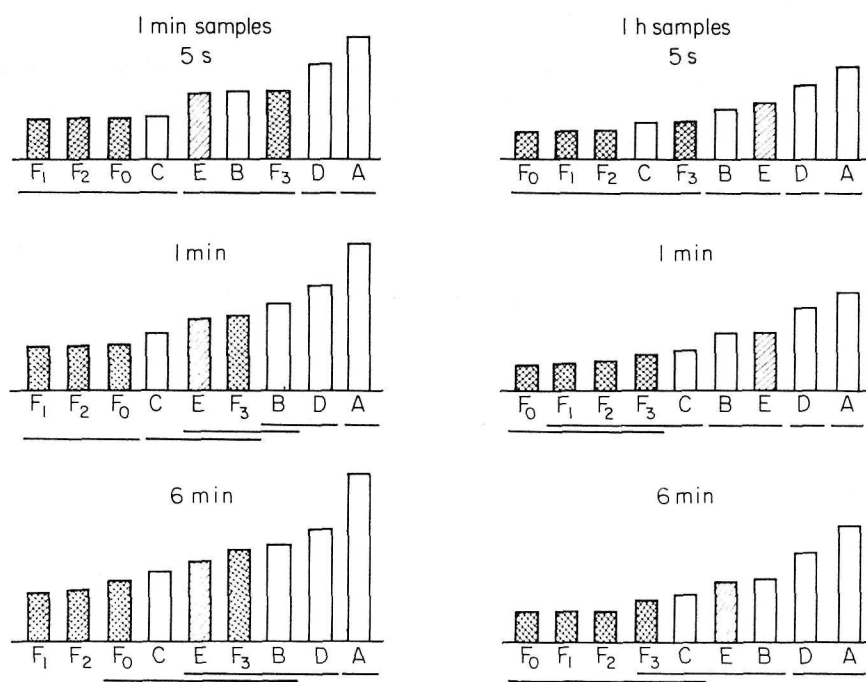 1 min samples
5 s
F₁ F₂ F₀ C E B F₃ D A
1 min
F₁ F₂ F₀ C E F₃ B D A
6 min
F₁ F₂ F₀ C E F₃ B D A
1 h samples
5 s
F₀ F₁ F₂ C F₃ B E D A
1 min
F₀ F₁ F₂ F₃ C B E D A
6 min
F₀ F₁ F₂ F₃ C E B D A